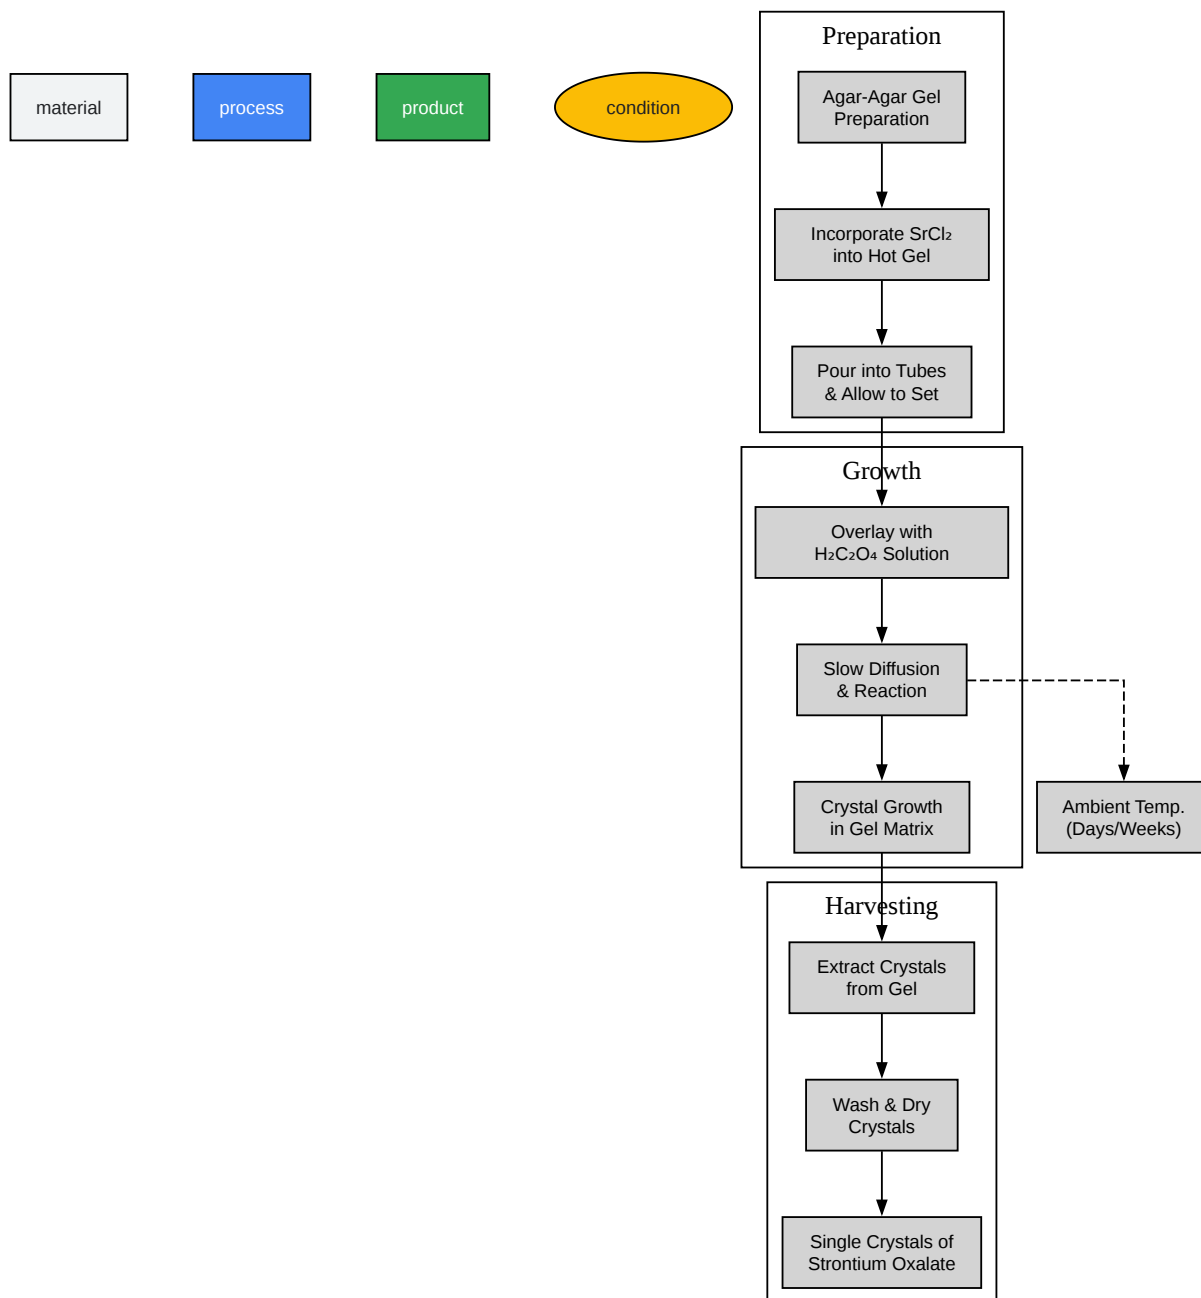 material
process
product
condition
Preparation
Agar-Agar Gel
Preparation
Incorporate SrCl₂
into Hot Gel
Pour into Tubes
& Allow to Set
Growth
Overlay with
H₂C₂O₄ Solution
Slow Diffusion
& Reaction
Crystal Growth
in Gel Matrix
Ambient Temp.
(Days/Weeks)
Harvesting
Extract Crystals
from Gel
Wash & Dry
Crystals
Single Crystals of
Strontium Oxalate